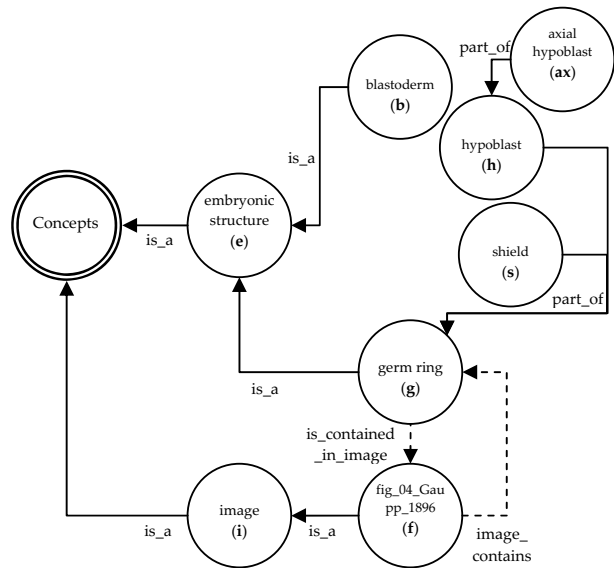 axial
hypoblast
(ax)
part_of
blastoderm
(b)
hypoblast
(h)
is_a
embryonic
structure
(e)
Concepts
is_a
shield
(s)
part_of
germ ring
(g)
is_a
is_contained
_in_image
fig_04_Gau
pp_1896
(f)
image
(i)
is_a
is_a
image_
contains